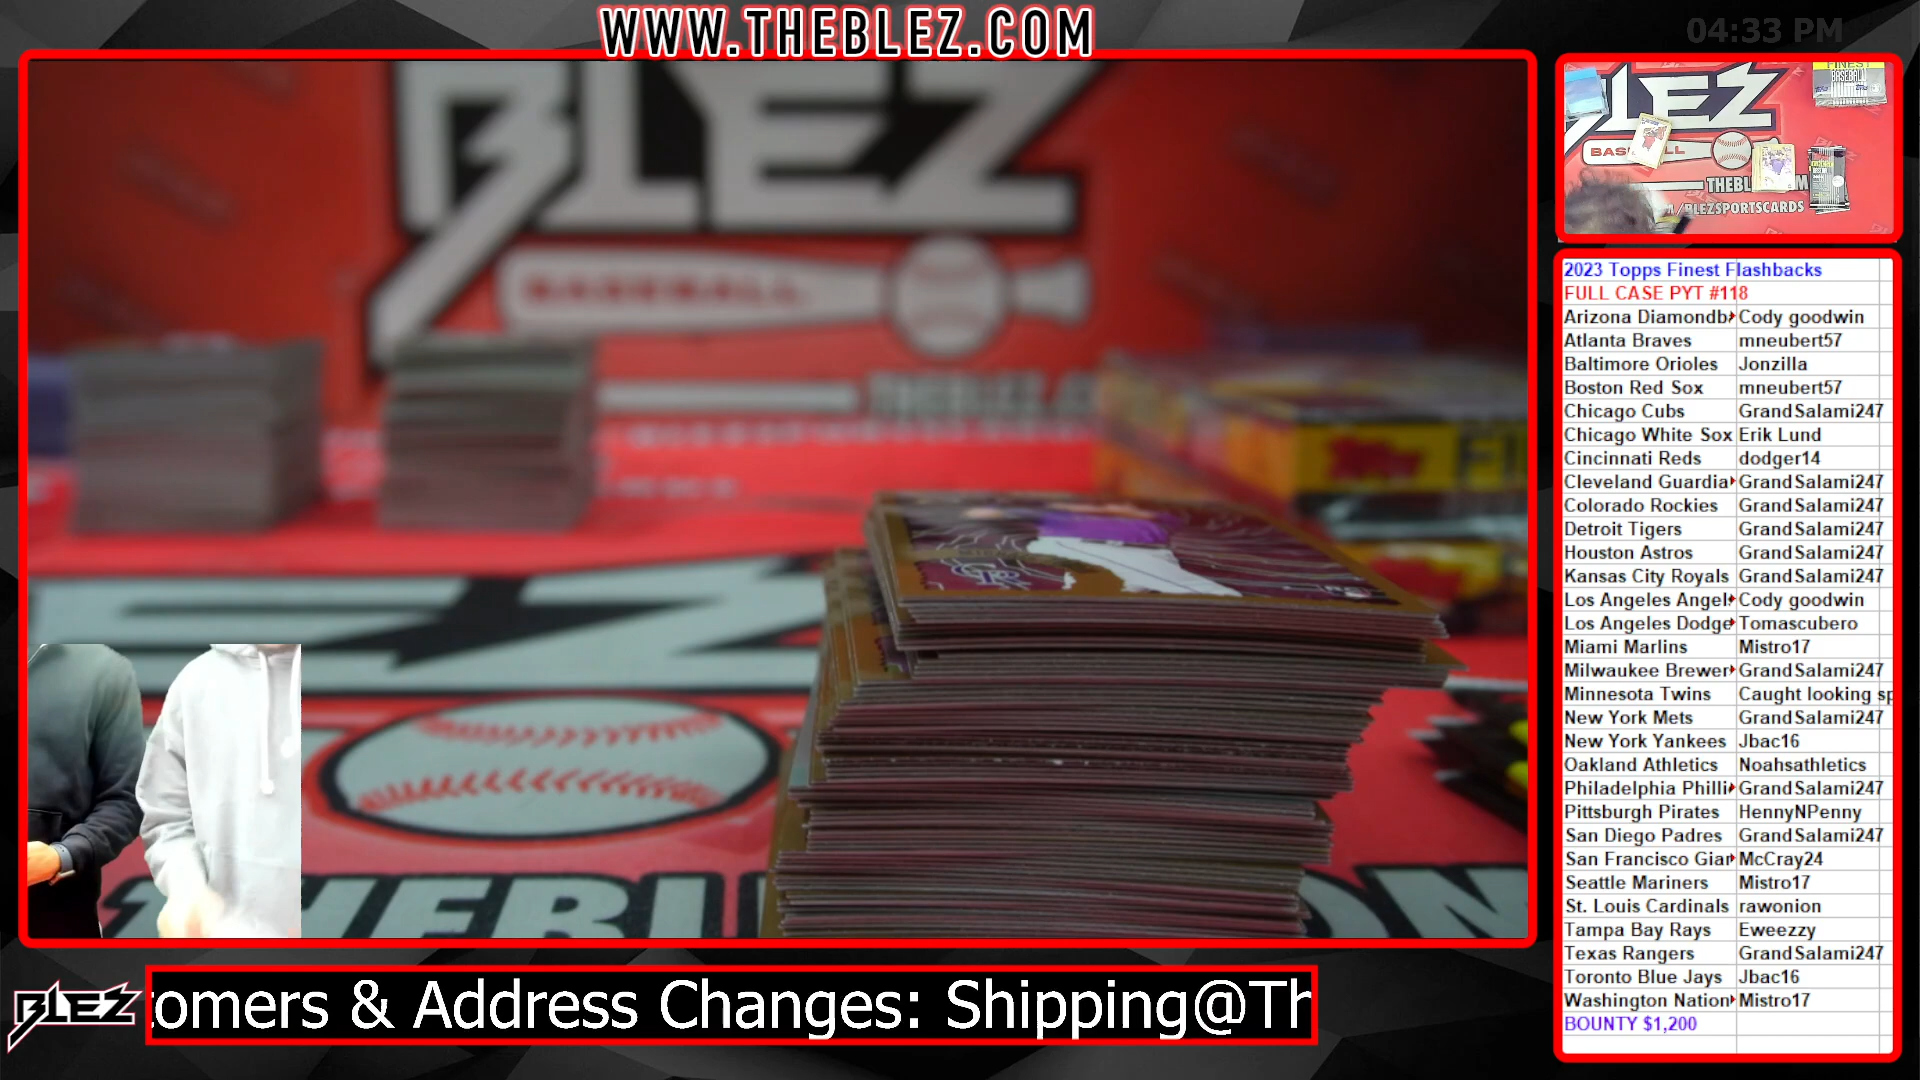 WWW.THEBLEZ.COM
04:33 PM
BLEZ
BASEBALL
2023 Topps Finest Flashbacks
FULL CASE PYT #118
Arizona Diamondb Cody goodwin
Atlanta Braves mneubert57
Baltimore Orioles Jonzilla
Boston Red Sox mneubert57
Chicago Cubs GrandSalami247
Chicago White Sox Erik Lund
Cincinnati Reds dodger14
Cleveland Guardia GrandSalami247
Colorado Rockies GrandSalami247
Detroit Tigers GrandSalami247
Houston Astros GrandSalami247
Kansas City Royals GrandSalami247
Los Angeles Angel Cody goodwin
Los Angeles Dodge Tomascubero
Miami Marlins Mistro17
Milwaukee Brewer GrandSalami247
Minnesota Twins Caught looking sp
New York Mets GrandSalami247
New York Yankees Jbac16
Oakland Athletics Noahsathletics
Philadelphia Philli GrandSalami247
Pittsburgh Pirates HennyNPenny
San Diego Padres GrandSalami247
San Francisco Gian McCray24
Seattle Mariners Mistro17
St. Louis Cardinals rawonion
Tampa Bay Rays Eweezzy
Texas Rangers GrandSalami247
Toronto Blue Jays Jbac16
Washington Nation Mistro17
BOUNTY $1,200
BLEZ
tomers & Address Changes: Shipping@Th